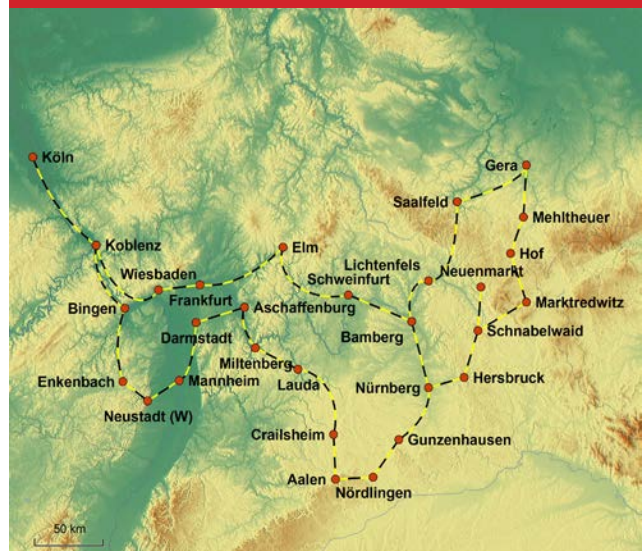 Köln
Gera
Saalfeld
Mehltheuer
Koblenz
Elm
Lichtenfels
Hof
Wiesbaden
Schweinfurt
Neuenmarkt
Frankfurt
Bingen
Aschaffenburg
Marktredwitz
Darmstadt
Bamberg
Schnabelwaid
Miltenberg
Enkenbach
Mannheim
Lauda
Nürnberg
Hersbruck
Neustadt (W)
Crailsheim
Gunzenhausen
Aalen
Nördlingen
50 km